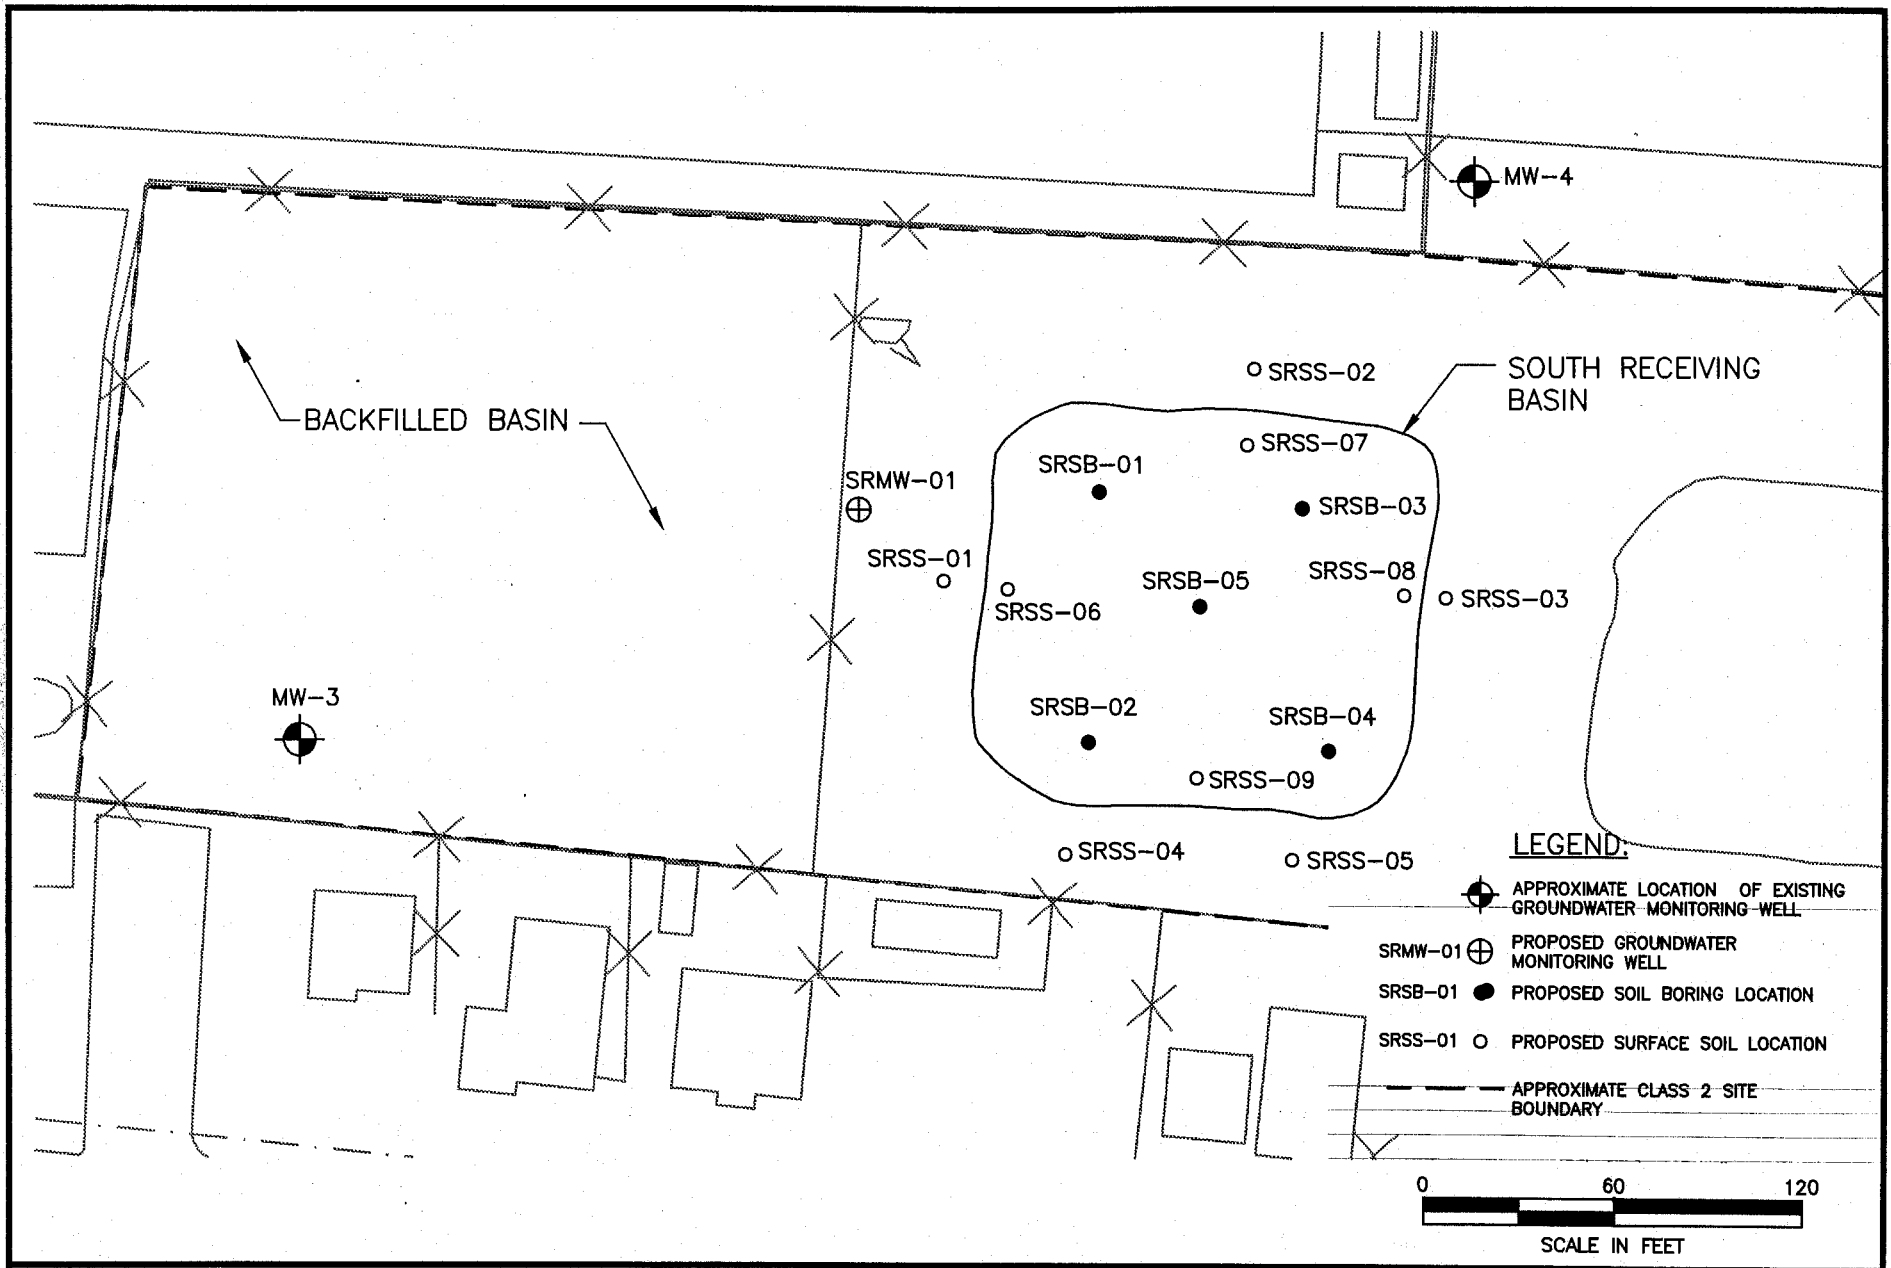 MW-4
SRSS-02
SOUTH RECEIVING
BASIN
BACKFILLED BASIN
SRSS-07
SRSB-01
SRMW-01
SRSB-03
SRSS-01
SRSS-08
SRSB-05
SRSS-03
SRSS-06
MW-3
SRSB-02
SRSB-04
SRSS-09
SRSS-04
SRSS-05
LEGEND:
APPROXIMATE LOCATION OF EXISTING
GROUNDWATER MONITORING WELL
SRMW-01 PROPOSED GROUNDWATER
MONITORING WELL
SRSB-01 PROPOSED SOIL BORING LOCATION
SRSS-01 PROPOSED SURFACE SOIL LOCATION
APPROXIMATE CLASS 2 SITE
BOUNDARY
0 60 120
SCALE IN FEET